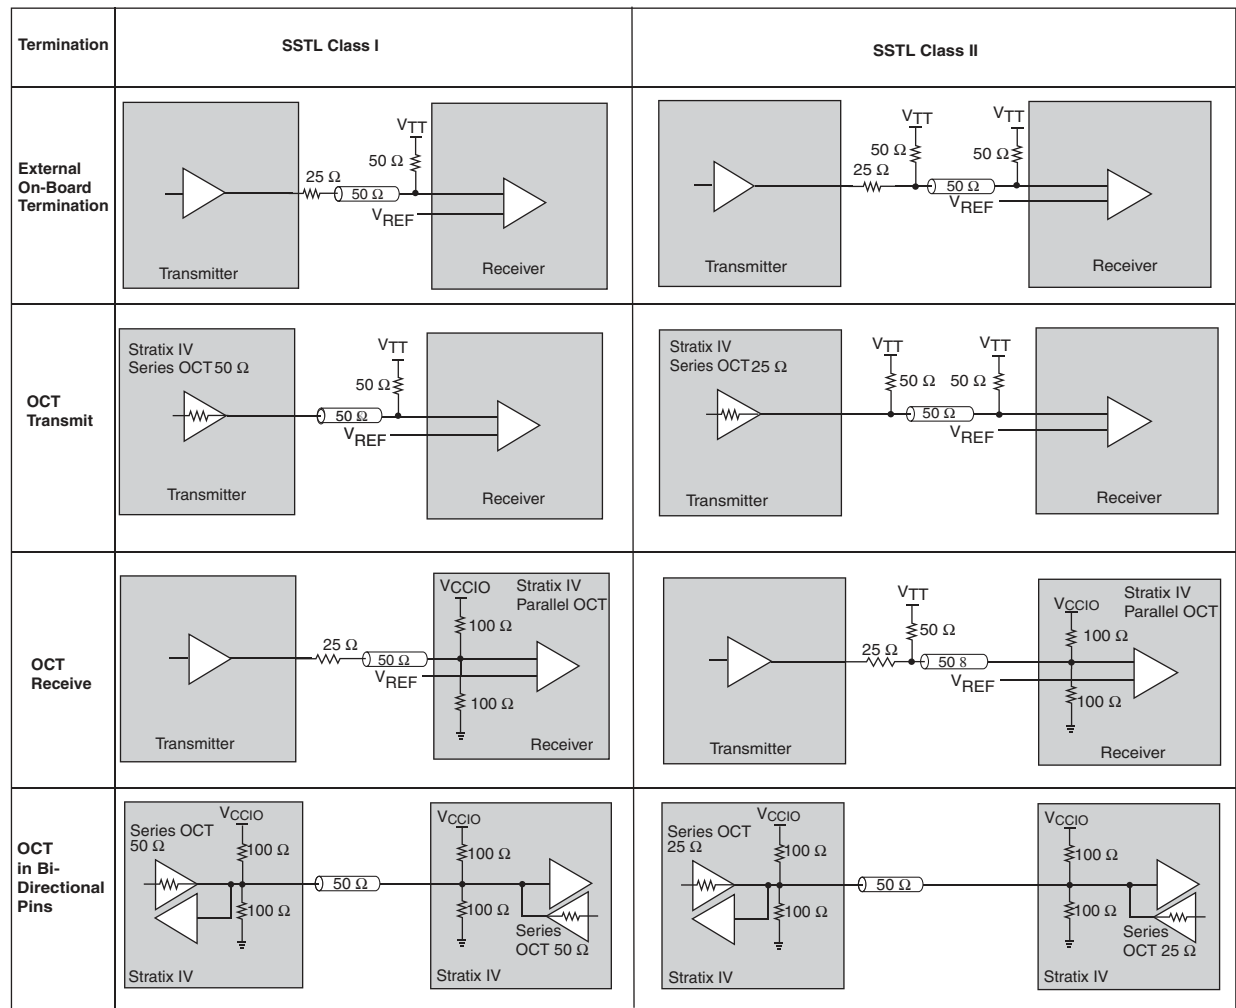 Termination
SSTL Class I
SSTL Class II
External
On-Board
Termination
VTT
50 Ω
25 Ω
50 Ω
VREF
Transmitter
Receiver
VTT
VTT
50 Ω
50 Ω
25 Ω
50 Ω
VREF
Transmitter
Receiver
OCT
Transmit
Stratix IV
Series OCT 50 Ω
VTT
50 Ω
50 Ω
VREF
Transmitter
Receiver
Stratix IV
Series OCT 25 Ω
VTT
VTT
50 Ω
50 Ω
50 Ω
VREF
Transmitter
Receiver
OCT
Receive
VCCIO
Stratix IV
Parallel OCT
100 Ω
25 Ω
50 Ω
VREF
100 Ω
Transmitter
Receiver
VTT
50 Ω
25 Ω
50 8
VREF
VCCIO
Stratix IV
Parallel OCT
100 Ω
100 Ω
Transmitter
Receiver
OCT
in Bi-
Directional
Pins
Series OCT
50 Ω
VCCIO
100 Ω
100 Ω
Stratix IV
50 Ω
VCCIO
100 Ω
100 Ω
Series
OCT 50 Ω
Stratix IV
Series OCT
25 Ω
VCCIO
100 Ω
100 Ω
Stratix IV
50 Ω
VCCIO
100 Ω
100 Ω
Series
OCT 25 Ω
Stratix IV